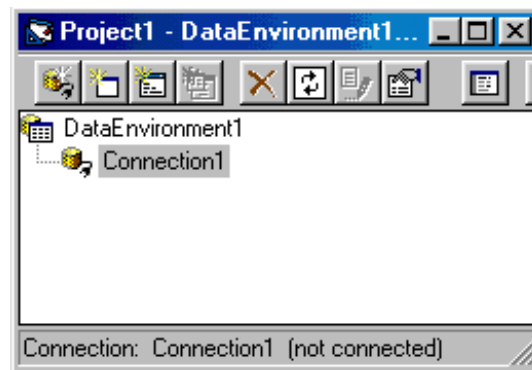 Project1 - DataEnvironment1...
DataEnvironment1
Connection1
Connection: Connection1 (not connected)